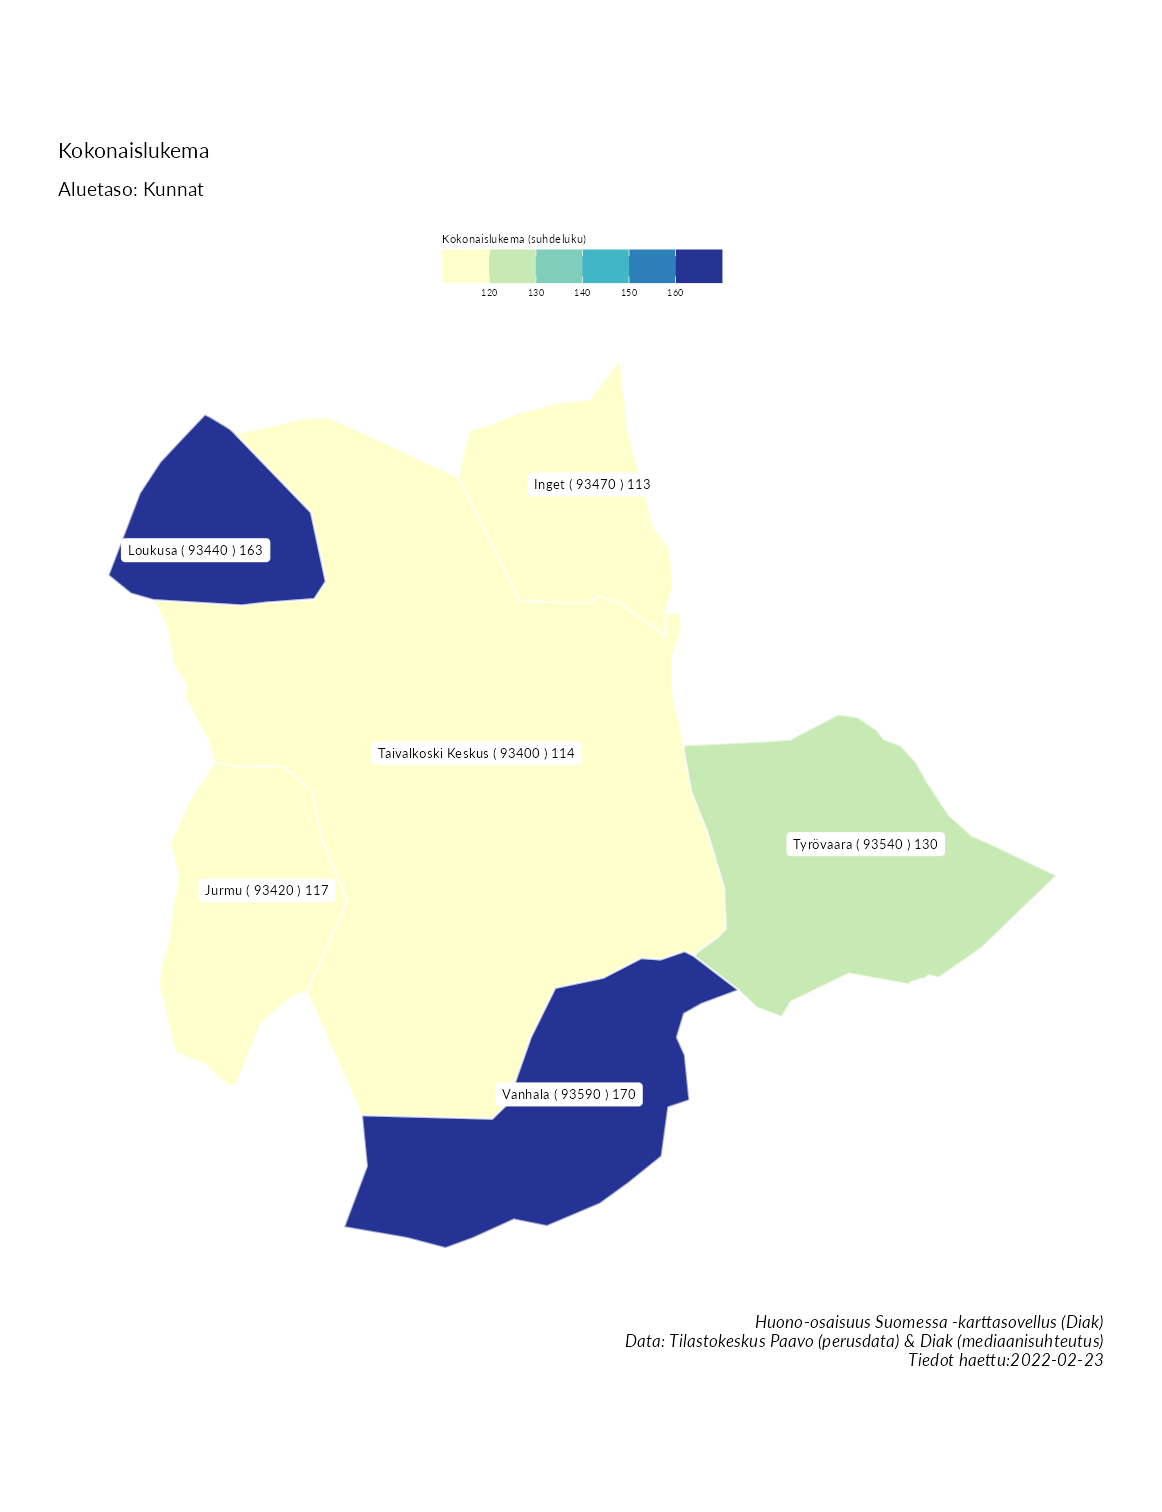 Kokonaislukema
Aluetaso: Kunnat
Kokonaislukema (suhdeluku)
120 130 140 150 160
Inget ( 93470 ) 113
Loukusa ( 93440 ) 163
Taivalkoski Keskus ( 93400 ) 114
Työvaara ( 93540 ) 130
Jurmu ( 93420 ) 117
Vanhala ( 93590 ) 170
Huono-osaisuus Suomessa -karttasovellus (Diak)
Data: Tilastokeskus Paavo (perusdata) & Diak (mediaanisuhteutus)
Tiedot haettu:2022-02-23